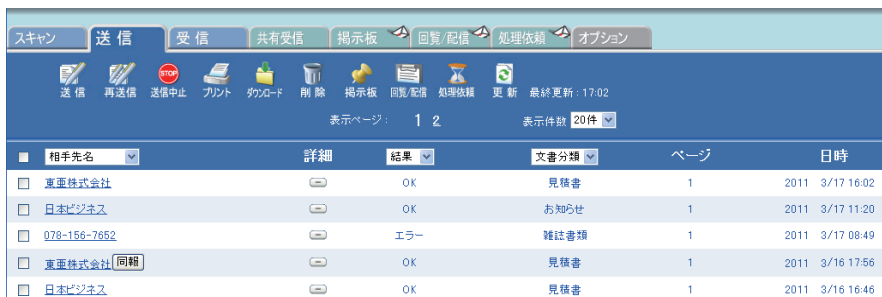 スキャン 送信 受信 共有受信 掲示板 回覧/配信 処理依頼 オプション
STOP
送信 再送信 送信中止 プリント ダウンロード 削除 掲示板 回覧/配信 処理依頼 更新 最終更新:17:02
表示ページ: 1 2 表示件数 20件
相手先名 詳細 結果 文書分類 ページ 日時
東亜株式会社 OK 見積書 1 2011 3/17 16:02
日本ビジネス OK お知らせ 1 2011 3/17 11:20
078-156-7652 エラー 雑誌書類 1 2011 3/17 08:49
東亜株式会社 同報 OK 見積書 1 2011 3/16 17:56
日本ビジネス OK 見積書 1 2011 3/16 16:46